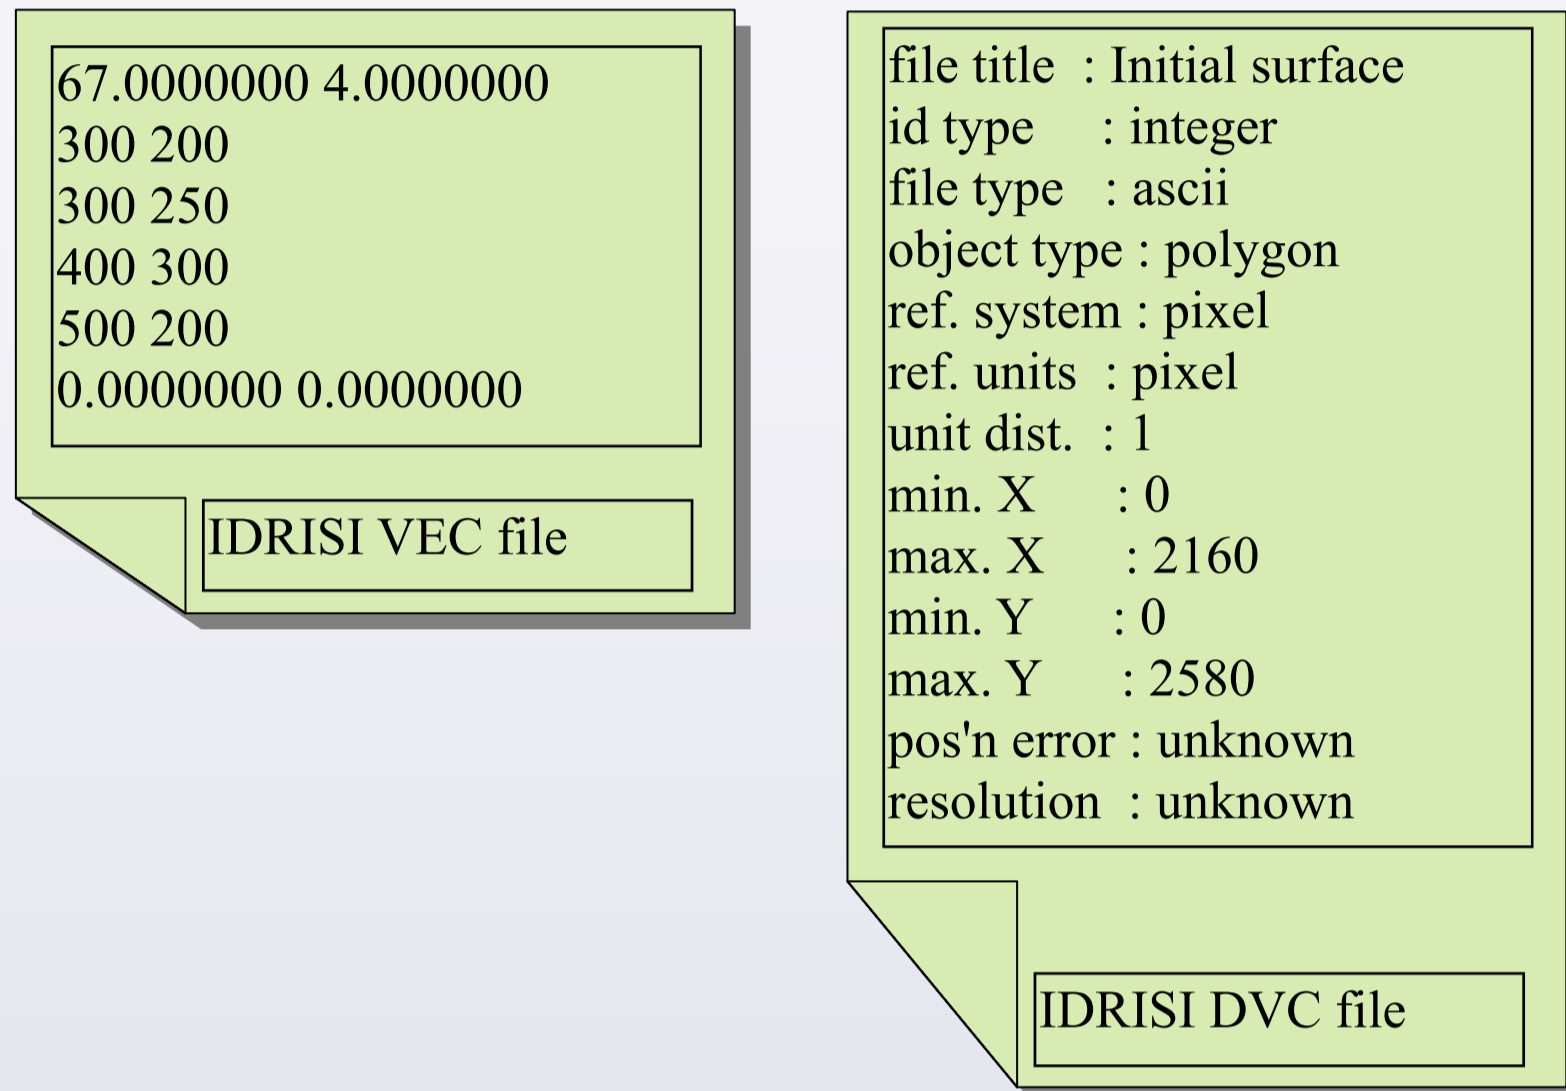 67.0000000 4.0000000
300 200
300 250
400 300
500 200
0.0000000 0.0000000
IDRISI VEC file
file title : Initial surface
id type : integer
file type : ascii
object type : polygon
ref. system : pixel
ref. units : pixel
unit dist. : 1
min. X : 0
max. X : 2160
min. Y : 0
max. Y : 2580
pos'n error : unknown
resolution : unknown
IDRISI DVC file